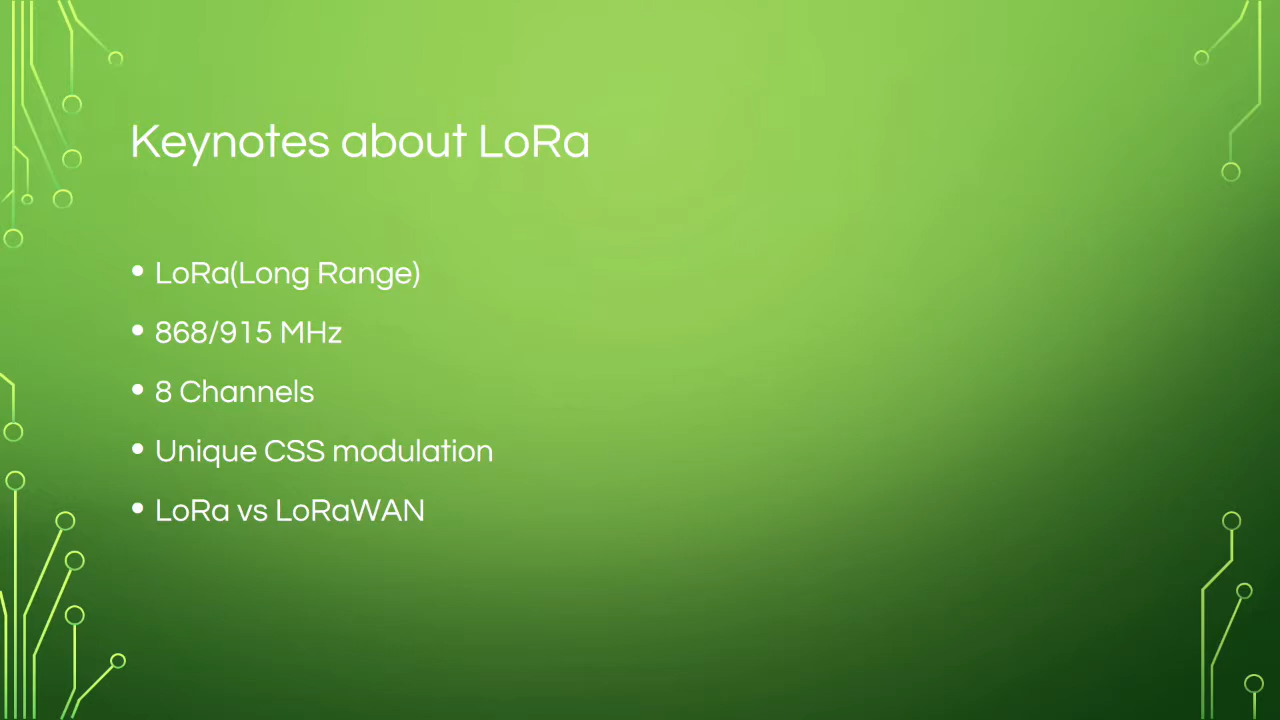 Keynotes about LoRa
• LoRa(Long Range)
• 868/915 MHz
• 8 Channels
• Unique CSS modulation
• LoRa vs LoRaWAN